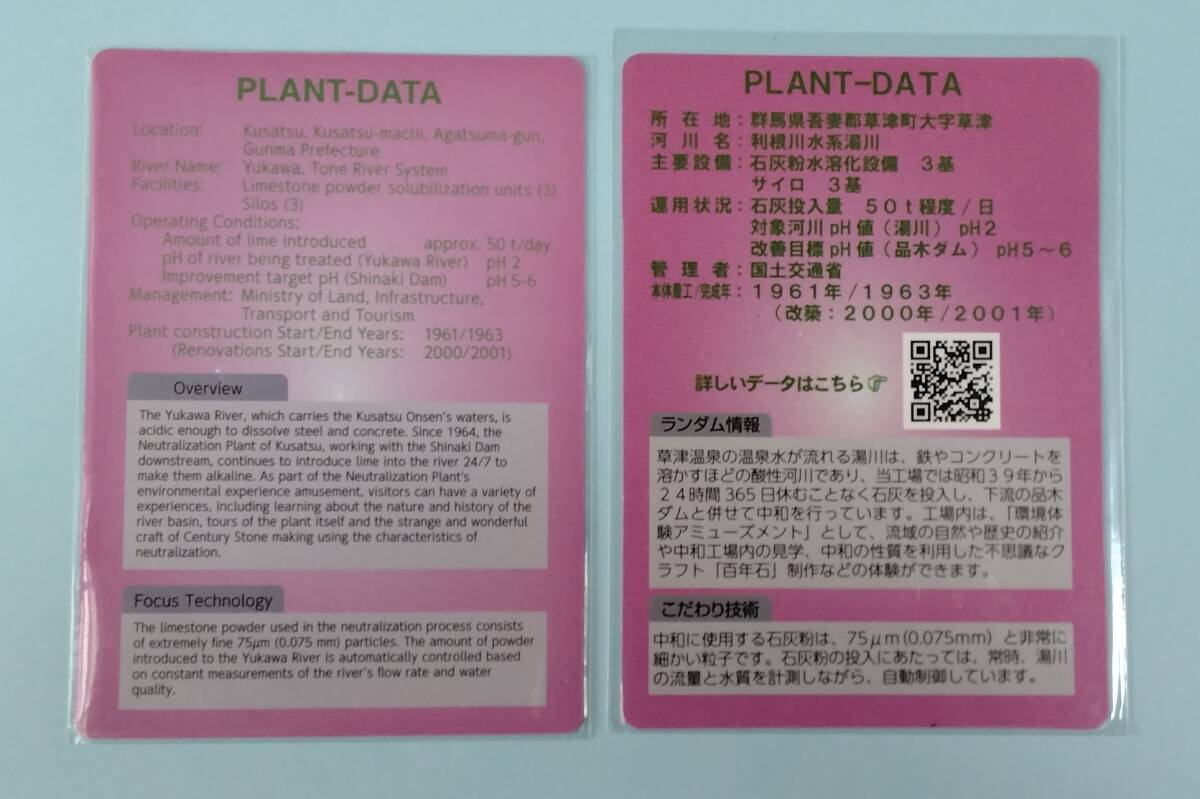 PLANT-DATA
Location: Kusatsu, Kusatsu-machi, Agatsuma-gun,
Gunma Prefecture
River Name: Yukawa, Tone River System
Facilities: Limestone powder solubilization units (3)
Silos (3)
Operating Conditions:
Amount of lime introduced approx. 50 t/day
pH of river being treated (Yukawa River) pH 2
Improvement target pH (Shinaki Dam) pH 5-6
Management: Ministry of Land, Infrastructure,
Transport and Tourism
Plant construction Start/End Years: 1961/1963
(Renovations Start/End Years: 2000/2001)
Overview
The Yukawa River, which carries the Kusatsu Onsen's waters, is
acidic enough to dissolve steel and concrete. Since 1964, the
Neutralization Plant of Kusatsu, working with the Shinaki Dam
downstream, continues to introduce lime into the river 24/7 to
make them alkaline. As part of the Neutralization Plant's
environmental experience amusement, visitors can have a variety of
experiences, including learning about the nature and history of the
river basin, tours of the plant itself and the strange and wonderful
craft of Century Stone making using the characteristics of
neutralization.
Focus Technology
The limestone powder used in the neutralization process consists
of extremely fine 75μm (0.075 mm) particles. The amount of powder
introduced to the Yukawa River is automatically controlled based
on constant measurements of the river's flow rate and water
quality.
PLANT-DATA
所在地：群馬県吾妻郡草津町大字草津
河川名：利根川水系湯川
主要設備：石灰粉水溶化設備 3基
サイロ 3基
運用状況：石灰投入量 50t程度/日
対象河川pH値（湯川） pH2
改善目標pH値（品木ダム） pH5～6
管理者：国土交通省
本体着工/完成年：1961年/1963年
（改築：2000年/2001年）
詳しいデータはこちら☞
ランダム情報
草津温泉の温泉水が流れる湯川は、鉄やコンクリートを
溶かすほどの酸性河川であり、当工場では昭和39年から
24時間365日休むことなく石灰を投入し、下流の品木
ダムと併せて中和を行っています。工場内は、「環境体
験アミューズメント」として、流域の自然や歴史の紹介
や中和工場内の見学、中和の性質を利用した不思議なク
ラフト「百年石」制作などの体験ができます。
こだわり技術
中和に使用する石灰粉は、75μm(0.075mm) と非常に
細かい粒子です。石灰粉の投入にあたっては、常時、湯川
の流量と水質を計測しながら、自動制御しています。